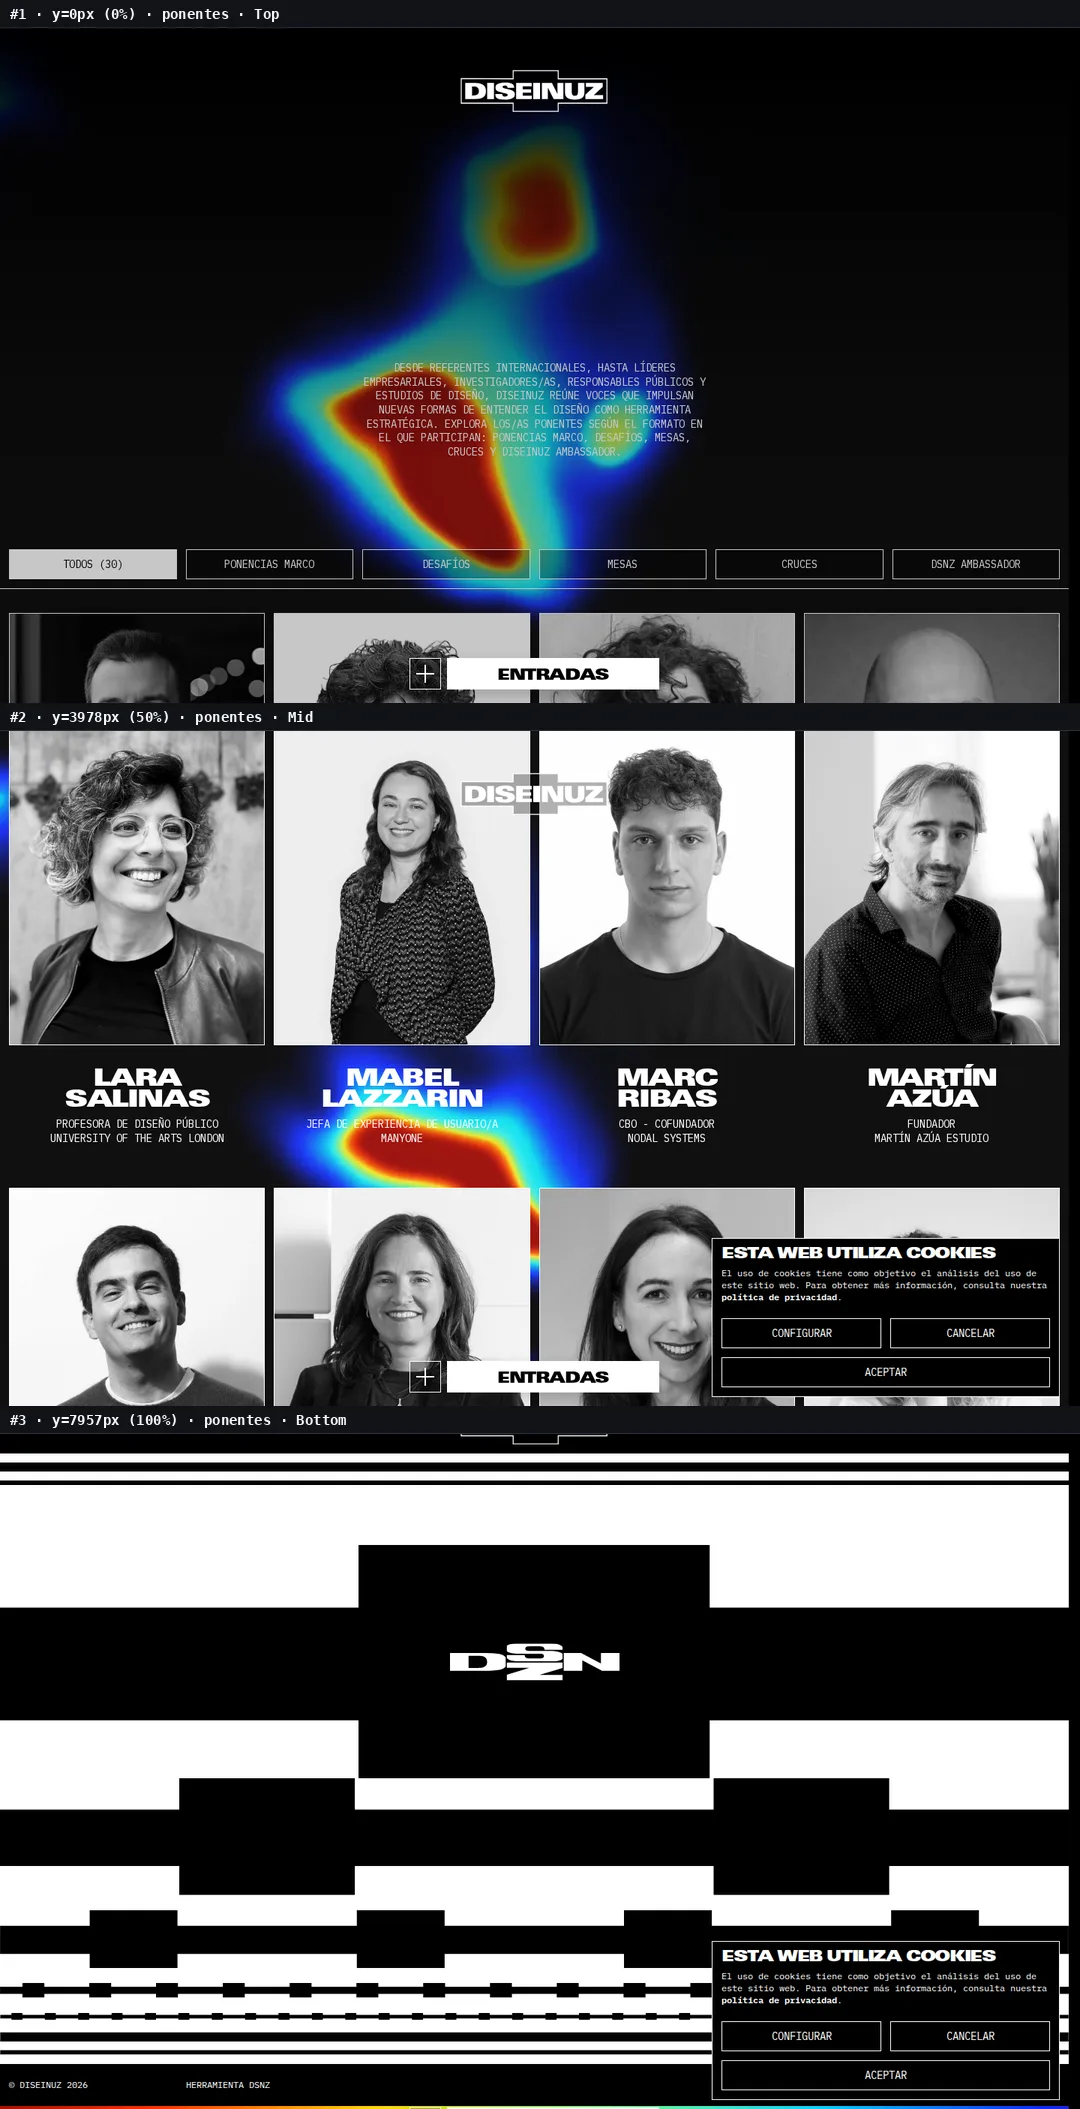 #1 · y=0px (0%) · ponentes · Top
DISEINUZ
DESDE REFERENTES INTERNACIONALES, HASTA LÍDERES
EMPRESARIALES, INVESTIGADORES/AS, RESPONSABLES PÚBLICOS Y
ESTUDIOS DE DISEÑO, DISEINUZ REÚNE VOCES QUE IMPULSAN
NUEVAS FORMAS DE ENTENDER EL DISEÑO COMO HERRAMIENTA
ESTRATÉGICA. EXPLORA LOS/AS PONENTES SEGÚN EL FORMATO EN
EL QUE PARTICIPAN: PONENCIAS MARCO, DESAFÍOS, MESAS,
CRUCES Y DISEINUZ AMBASSADOR.
TODOS (30) PONENCIAS MARCO DESAFÍOS MESAS CRUCES DSNZ AMBASSADOR
ENTRADAS
#2 · y=3978px (50%) · ponentes · Mid
DISEINUZ
LARA
SALINAS
PROFESORA DE DISEÑO PÚBLICO
UNIVERSITY OF THE ARTS LONDON
MABEL
LAZZARIN
JEFA DE EXPERIENCIA DE USUARIO/A
MANYONE
MARC
RIBAS
CBO - COFUNDADOR
NODAL SYSTEMS
MARTÍN
AZÚA
FUNDADOR
MARTÍN AZÚA ESTUDIO
ENTRADAS
ESTA WEB UTILIZA COOKIES
El uso de cookies tiene como objetivo el análisis del uso de
este sitio web. Para obtener más información, consulta nuestra
política de privacidad.
CONFIGURAR CANCELAR
ACEPTAR
#3 · y=7957px (100%) · ponentes · Bottom
DSZN
ESTA WEB UTILIZA COOKIES
El uso de cookies tiene como objetivo el análisis del uso de
este sitio web. Para obtener más información, consulta nuestra
política de privacidad.
CONFIGURAR CANCELAR
ACEPTAR
© DISEINUZ 2026 HERRAMIENTA DSNZ